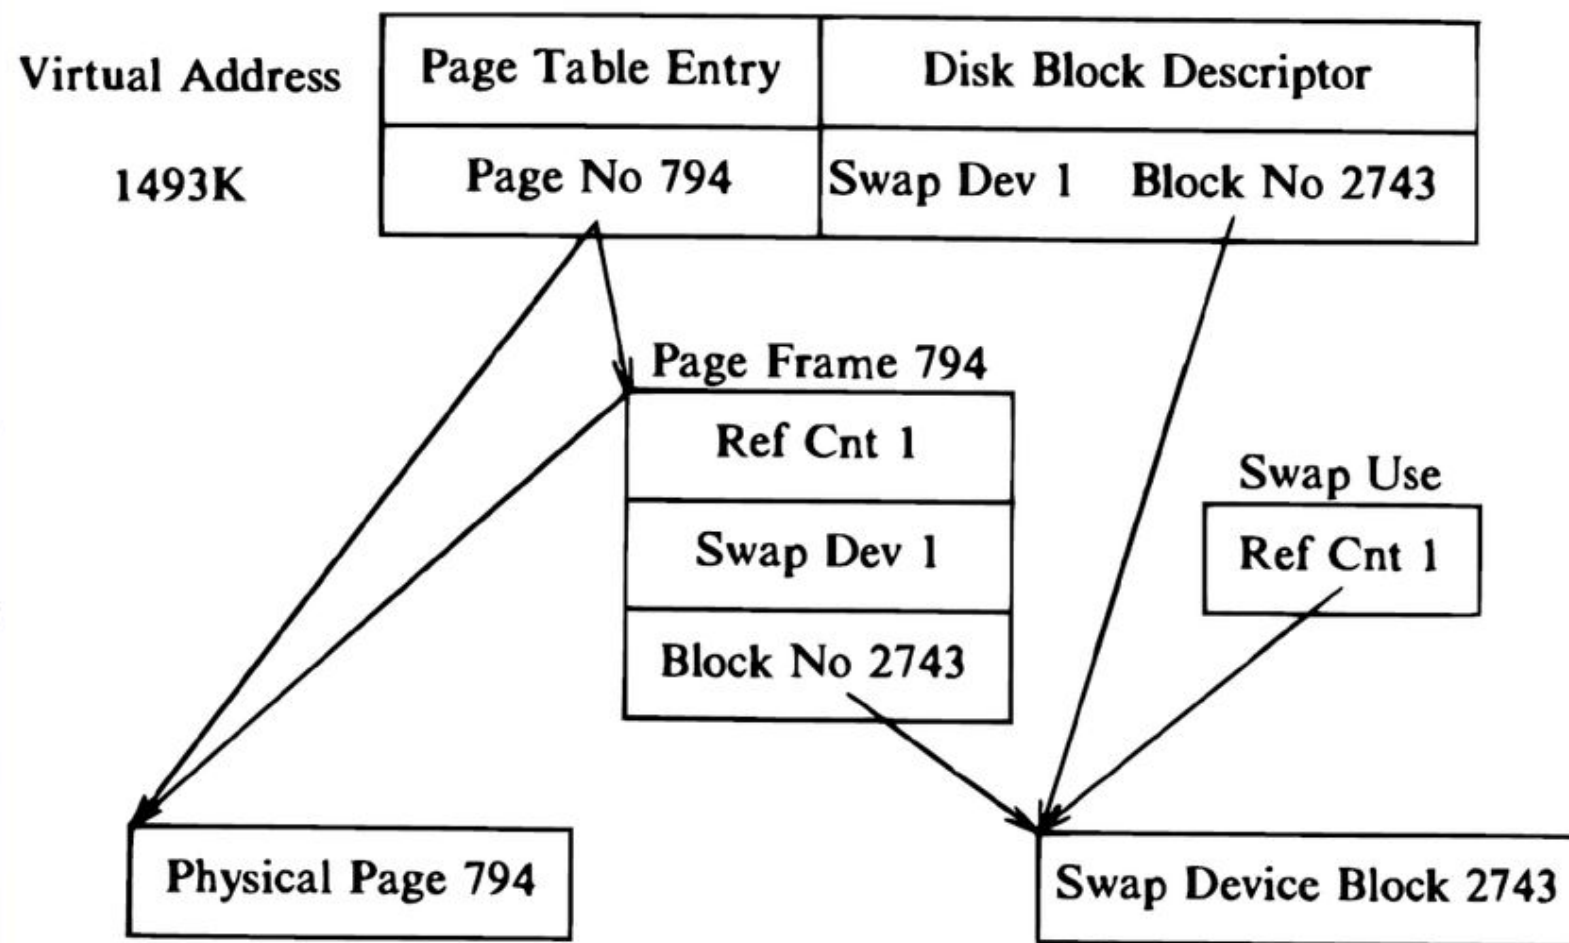 Virtual Address
Page Table Entry
Disk Block Descriptor
1493K
Page No 794
Swap Dev 1 Block No 2743
Page Frame 794
Ref Cnt 1
Swap Dev 1
Block No 2743
Swap Use
Ref Cnt 1
Physical Page 794
Swap Device Block 2743